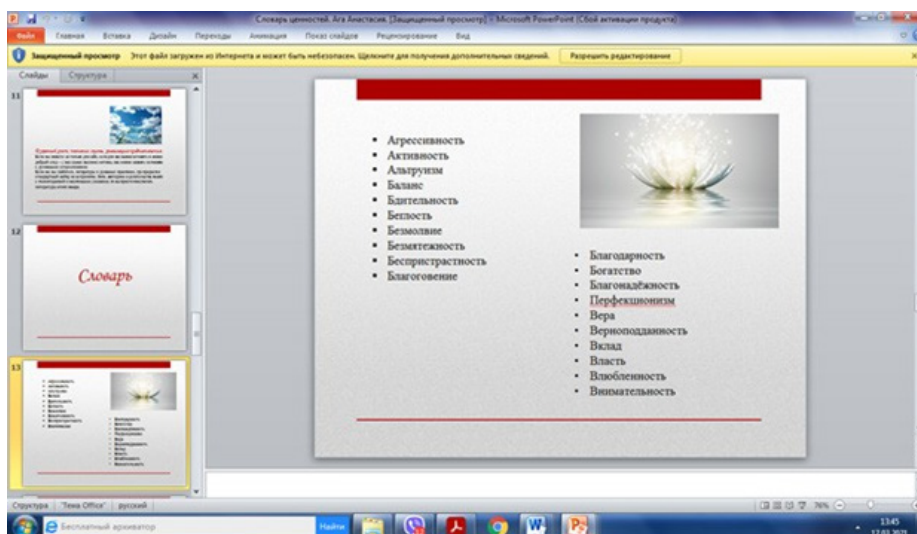 Словарь ценностей. Ага Анастасия. [Защищенный просмотр] - Microsoft PowerPoint (Сбой активации продукта)
Файл Главная Вставка Дизайн Переходы Анимация Показ слайдов Рецензирование Вид
Защищенный просмотр Этот файл загружен из Интернета и может быть небезопасен. Щелкните для получения дополнительных сведений. Разрешить редактирование
Слайды Структура
11
12
Словарь
13
Агрессивность
Активность
Альтруизм
Баланс
Бдительность
Беглость
Безмолвие
Безмятежность
Беспристрастность
Благоговение
Благодарность
Богатство
Благонадёжность
Перфекционизм
Вера
Верноподданность
Вклад
Власть
Влюбленность
Внимательность
Структура "Тема Office" русский 76%
Бесплатный архиватор Найти
13:45
17.03.2021